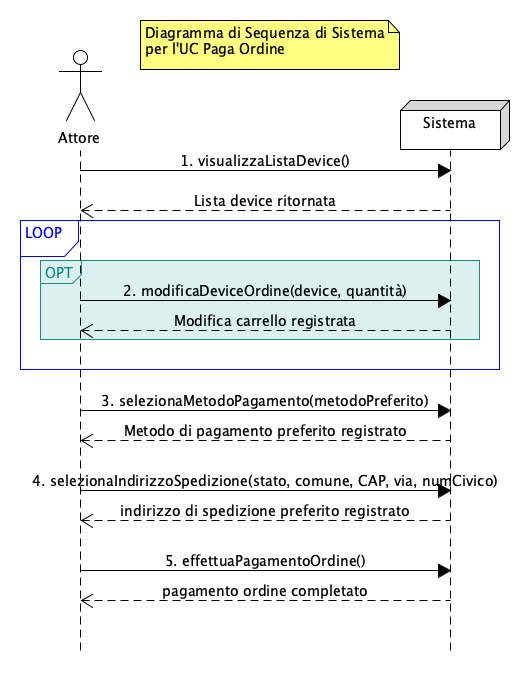 Diagramma di Sequenza di Sistema
per l'UC Paga Ordine
Attore
Sistema
1. visualizzaListaDevice()
Lista device ritornata
LOOP
OPT
2. modificaDeviceOrdine(device, quantità)
Modifica carrello registrata
3. selezionaMetodoPagamento(metodoPreferito)
Metodo di pagamento preferito registrato
4. selezionaIndirizzoSpedizione(stato, comune, CAP, via, numCivico)
indirizzo di spedizione preferito registrato
5. effettuaPagamentoOrdine()
pagamento ordine completato